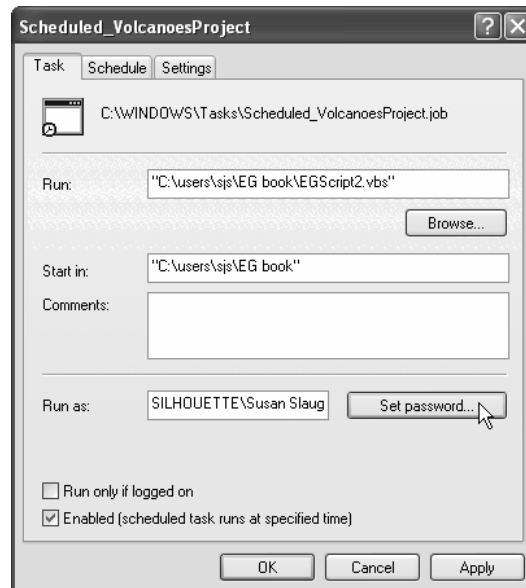 Scheduled_VolcanoesProject
Task Schedule Settings
C:\WINDOWS\Tasks\Scheduled_VolcanoesProject.job
Run: "C:\users\sjs\EG book\EGScript2.vbs"
Browse...
Start in: "C:\users\sjs\EG book"
Comments:
Run as: SILHOUETTE\Susan Slaug Set password...
Run only if logged on
Enabled (scheduled task runs at specified time)
OK Cancel Apply